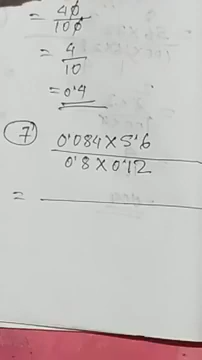 = 40/100
= 4/10
= 0.4
7) 0.084 × 5.6 / 0.8 × 0.12
=